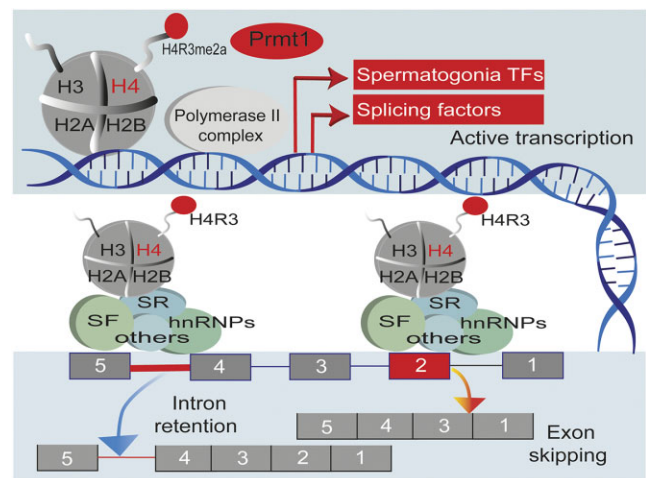 H4R3me2a
Prmt1
H3 H4
H2A H2B
Polymerase II
complex
Spermatogonia TFs
Splicing factors
Active transcription
H4R3
H3 H4
H2A H2B
SR
SF
hnRNPs
others
H4R3
H3 H4
H2A H2B
SR
SF
hnRNPs
others
5 4 3 2 1
Intron
retention
5 4 3 1
Exon
skipping
5 4 3 2 1